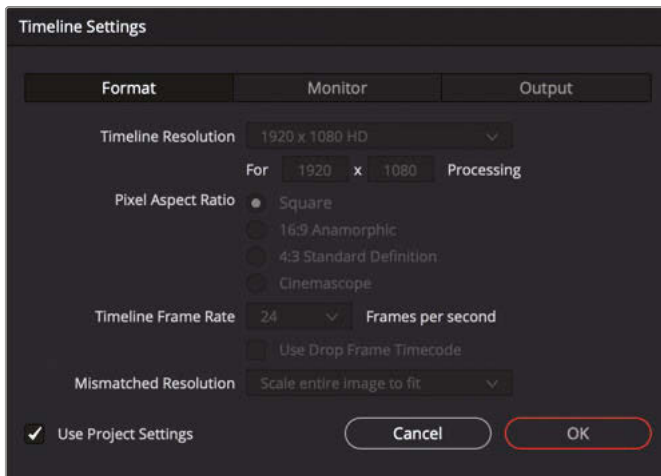 Timeline Settings
Format Monitor Output
Timeline Resolution 1920 x 1080 HD
For 1920 x 1080 Processing
Pixel Aspect Ratio Square
16:9 Anamorphic
4:3 Standard Definition
Cinemascope
Timeline Frame Rate 24 Frames per second
Use Drop Frame Timecode
Mismatched Resolution Scale entire image to fit
Use Project Settings Cancel OK